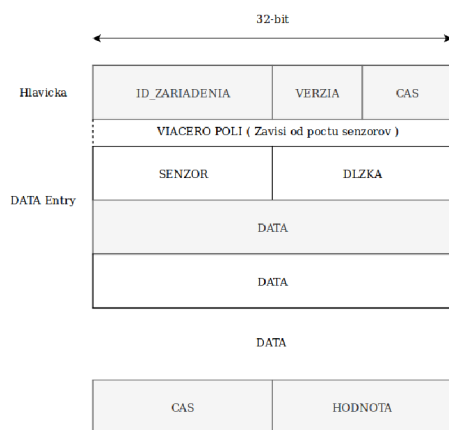 32-bit
Hlavicka
ID_ZARIADENIA
VERZIA
CAS
VIACERO POLI ( Zavisi od poctu senzorov )
DATA Entry
SENZOR
DLZKA
DATA
DATA
DATA
CAS
HODNOTA